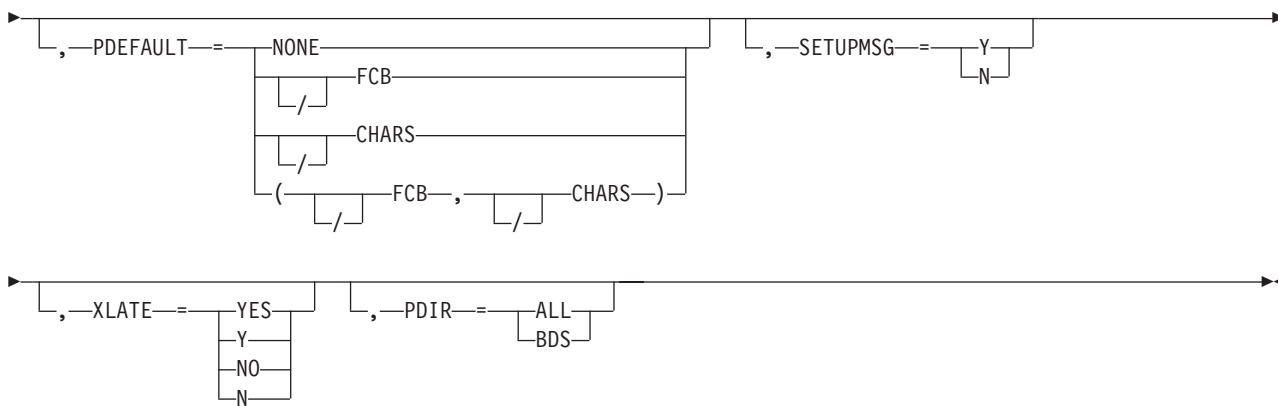 , PDEFAULT = NONE , SETUPMSG = Y
/ FCB N
/ CHARS
( / FCB , / CHARS )
, XLATE = YES , PDIR = ALL
Y BDS
NO
N